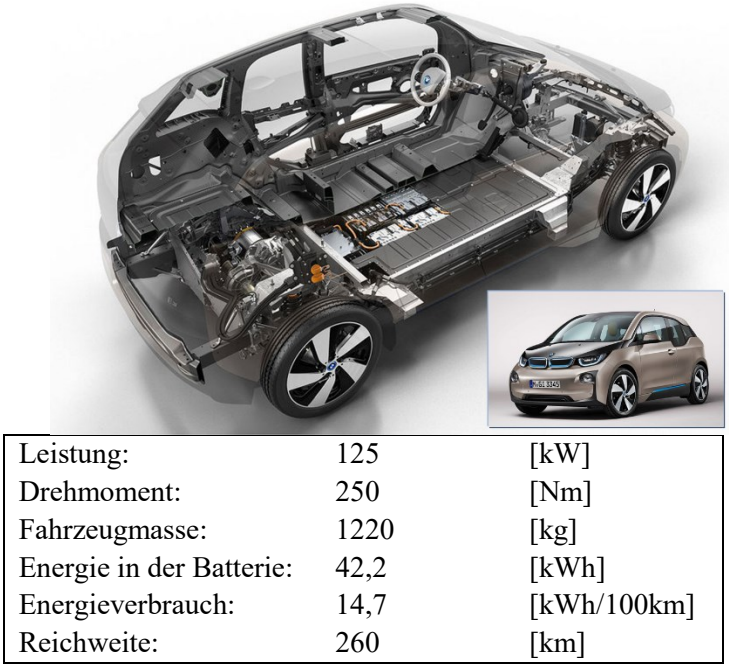 Leistung: 125 [kW]
Drehmoment: 250 [Nm]
Fahrzeugmasse: 1220 [kg]
Energie in der Batterie: 42,2 [kWh]
Energieverbrauch: 14,7 [kWh/100km]
Reichweite: 260 [km]